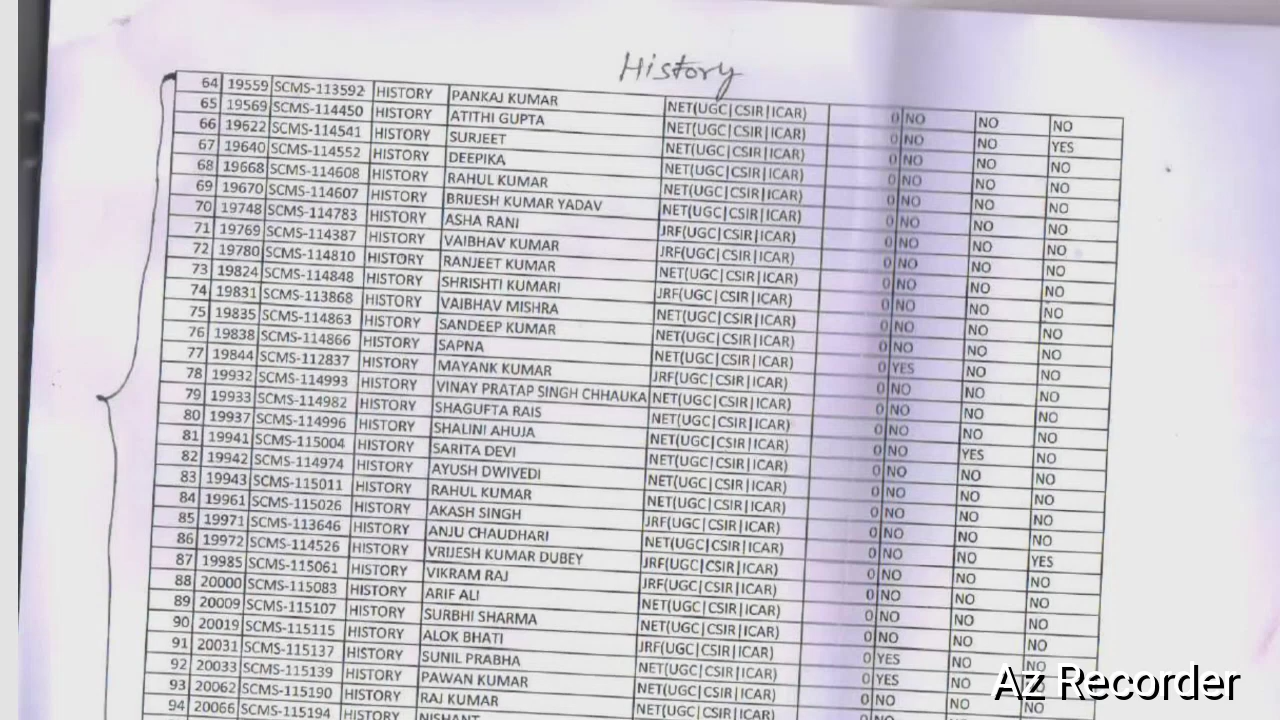 History
64 19559 SCMS-113592 HISTORY PANKAJ KUMAR NET(UGC|CSIR|ICAR) 0 NO NO NO
65 19569 SCMS-114450 HISTORY ATITHI GUPTA NET(UGC|CSIR|ICAR) 0 NO NO YES
66 19622 SCMS-114541 HISTORY SURJEET NET(UGC|CSIR|ICAR) 0 NO NO NO
67 19640 SCMS-114552 HISTORY DEEPIKA NET(UGC|CSIR|ICAR) 0 NO NO NO
68 19668 SCMS-114608 HISTORY RAHUL KUMAR NET(UGC|CSIR|ICAR) 0 NO NO NO
69 19670 SCMS-114607 HISTORY BRIJESH KUMAR YADAV NET(UGC|CSIR|ICAR) 0 NO NO NO
70 19748 SCMS-114783 HISTORY ASHA RANI JRF(UGC|CSIR|ICAR) 0 NO NO NO
71 19769 SCMS-114387 HISTORY VAIBHAV KUMAR JRF(UGC|CSIR|ICAR) 0 NO NO NO
72 19780 SCMS-114810 HISTORY RANJEET KUMAR NET(UGC|CSIR|ICAR) 0 NO NO NO
73 19824 SCMS-114848 HISTORY SHRISHTI KUMARI JRF(UGC|CSIR|ICAR) 0 NO NO NO
74 19831 SCMS-113868 HISTORY VAIBHAV MISHRA NET(UGC|CSIR|ICAR) 0 NO NO NO
75 19835 SCMS-114863 HISTORY SANDEEP KUMAR NET(UGC|CSIR|ICAR) 0 NO NO NO
76 19838 SCMS-114866 HISTORY SAPNA NET(UGC|CSIR|ICAR) 0 YES NO NO
77 19844 SCMS-112837 HISTORY MAYANK KUMAR JRF(UGC|CSIR|ICAR) 0 NO NO NO
78 19932 SCMS-114993 HISTORY VINAY PRATAP SINGH CHHAUKA NET(UGC|CSIR|ICAR) 0 NO NO NO
79 19933 SCMS-114982 HISTORY SHAGUFTA RAIS NET(UGC|CSIR|ICAR) 0 NO NO NO
80 19937 SCMS-114996 HISTORY SHALINI AHUJA NET(UGC|CSIR|ICAR) 0 NO YES NO
81 19941 SCMS-115004 HISTORY SARITA DEVI NET(UGC|CSIR|ICAR) 0 NO NO NO
82 19942 SCMS-114974 HISTORY AYUSH DWIVEDI NET(UGC|CSIR|ICAR) 0 NO NO NO
83 19943 SCMS-115011 HISTORY RAHUL KUMAR NET(UGC|CSIR|ICAR) 0 NO NO NO
84 19961 SCMS-115026 HISTORY AKASH SINGH JRF(UGC|CSIR|ICAR) 0 NO NO NO
85 19971 SCMS-113646 HISTORY ANJU CHAUDHARI NET(UGC|CSIR|ICAR) 0 NO NO YES
86 19972 SCMS-114526 HISTORY VRIJESH KUMAR DUBEY JRF(UGC|CSIR|ICAR) 0 NO NO NO
87 19985 SCMS-115061 HISTORY VIKRAM RAJ JRF(UGC|CSIR|ICAR) 0 NO NO NO
88 20000 SCMS-115083 HISTORY ARIF ALI NET(UGC|CSIR|ICAR) 0 NO NO NO
89 20009 SCMS-115107 HISTORY SURBHI SHARMA NET(UGC|CSIR|ICAR) 0 NO NO NO
90 20019 SCMS-115115 HISTORY ALOK BHATI JRF(UGC|CSIR|ICAR) 0 YES NO NO
91 20031 SCMS-115137 HISTORY SUNIL PRABHA NET(UGC|CSIR|ICAR) 0 YES NO
92 20033 SCMS-115139 HISTORY PAWAN KUMAR NET(UGC|CSIR|ICAR) 0 NO NO NO
93 20062 SCMS-115190 HISTORY RAJ KUMAR NET(UGC|CSIR|ICAR) 0 NO
94 20066 SCMS-115194 HISTORY NISHANT
Az Recorder